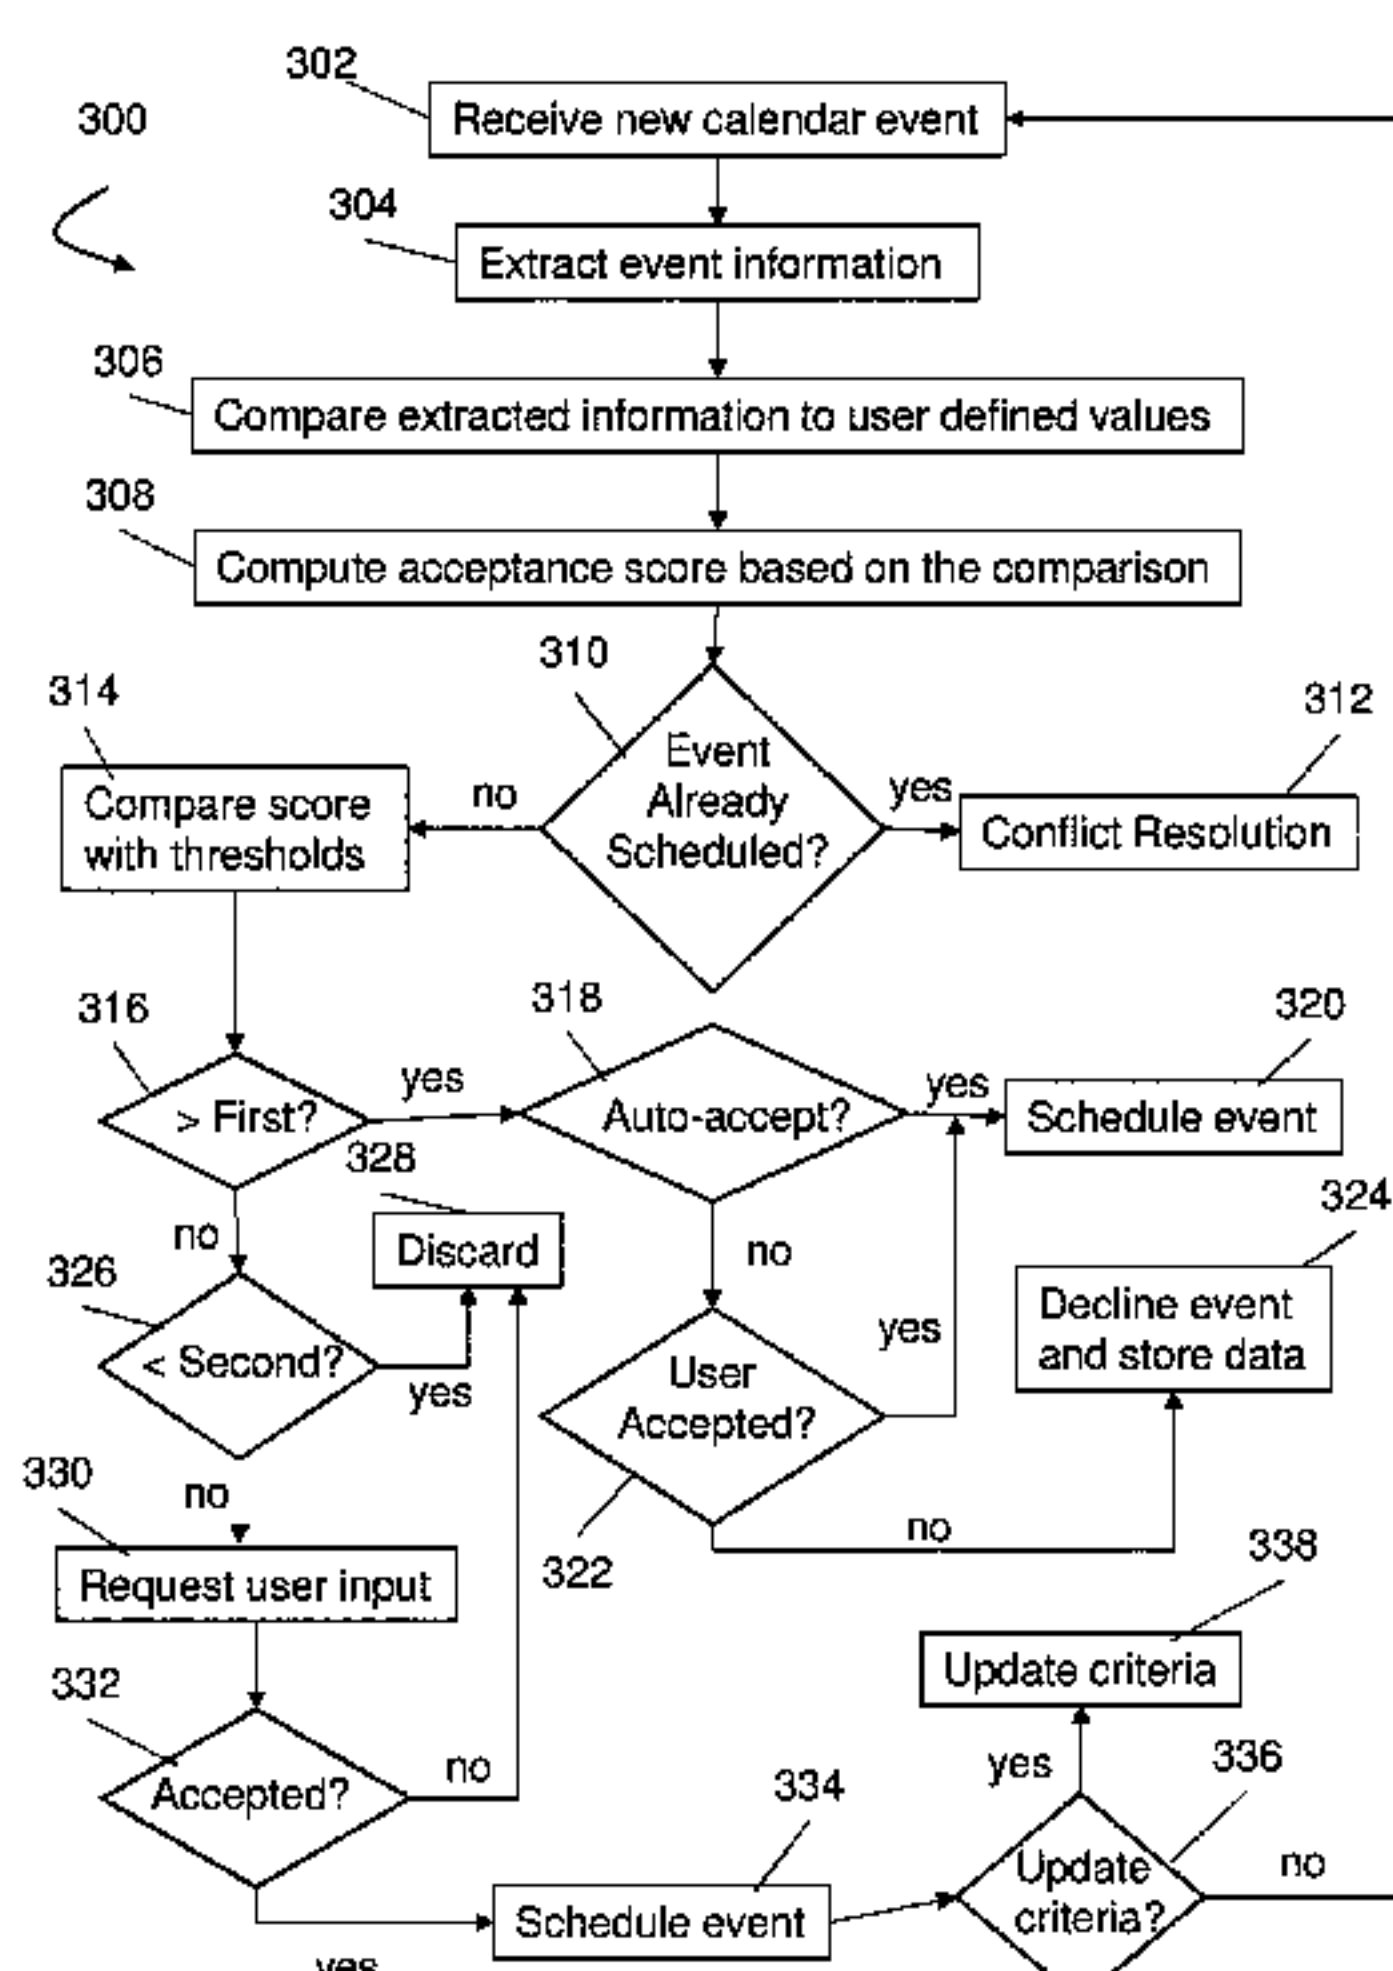 302
300
Receive new calendar event
304
Extract event information
306
Compare extracted information to user defined values
308
Compute acceptance score based on the comparison
310
314
312
Event
Already
Scheduled?
no
yes
Compare score
with thresholds
Conflict Resolution
316
318
320
> First?
yes
Auto-accept?
yes
Schedule event
328
324
no
Discard
no
326
Decline event
and store data
< Second?
yes
User
Accepted?
yes
330
no
322
no
338
Request user input
Update criteria
332
Accepted?
no
334
yes
336
Update
criteria?
no
Schedule event
yes